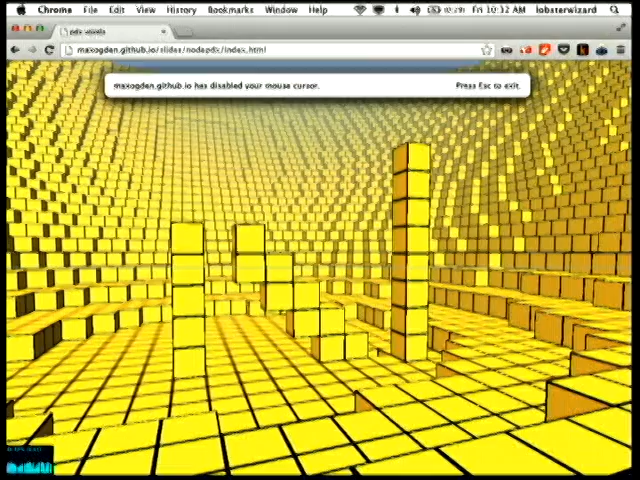 Chrome File Edit View History Bookmarks Window Help Fri 10:32 AM lobsterwizard
maxogden.github.io/slides/nodepdx/index.html
maxogden.github.io has disabled your mouse cursor. Press Esc to exit.